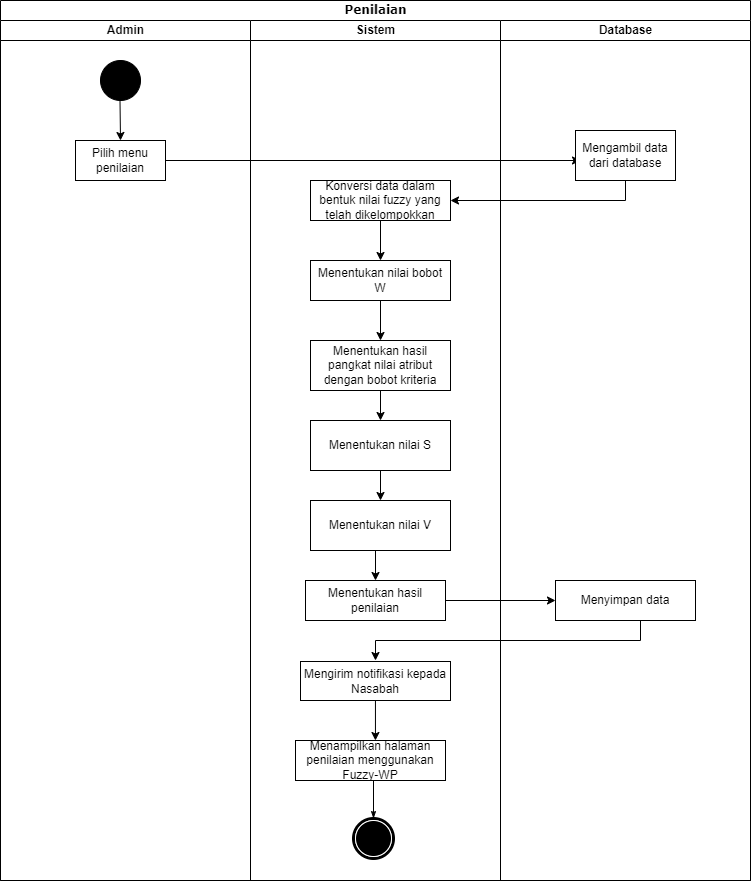 Penilaian
Admin
Sistem
Database
Pilih menu
penilaian
Mengambil data
dari database
Konversi data dalam
bentuk nilai fuzzy yang
telah dikelompokkan
Menentukan nilai bobot
W
Menentukan hasil
pangkat nilai atribut
dengan bobot kriteria
Menentukan nilai S
Menentukan nilai V
Menentukan hasil
penilaian
Menyimpan data
Mengirim notifikasi kepada
Nasabah
Menampilkan halaman
penilaian menggunakan
Fuzzy-WP